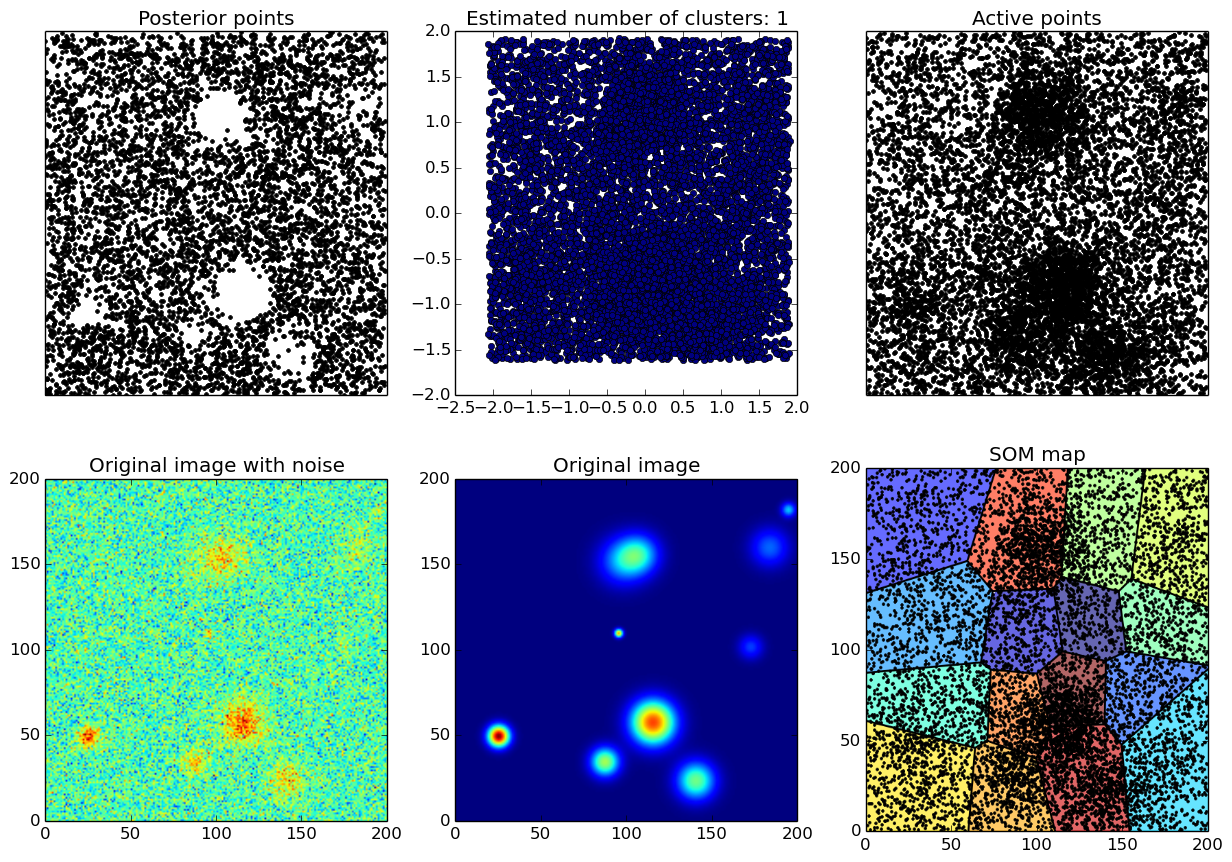 Posterior points
Estimated number of clusters: 1
Active points
2.0
1.5
1.0
0.5
0.0
−0.5
−1.0
−1.5
−2.0
−2.5 −2.0 −1.5 −1.0 −0.5 0.0 0.5 1.0 1.5 2.0
Original image with noise
Original image
SOM map
200
150
100
50
0
0 50 100 150 200
200
150
100
50
0
0 50 100 150 200
200
150
100
50
0
0 50 100 150 200